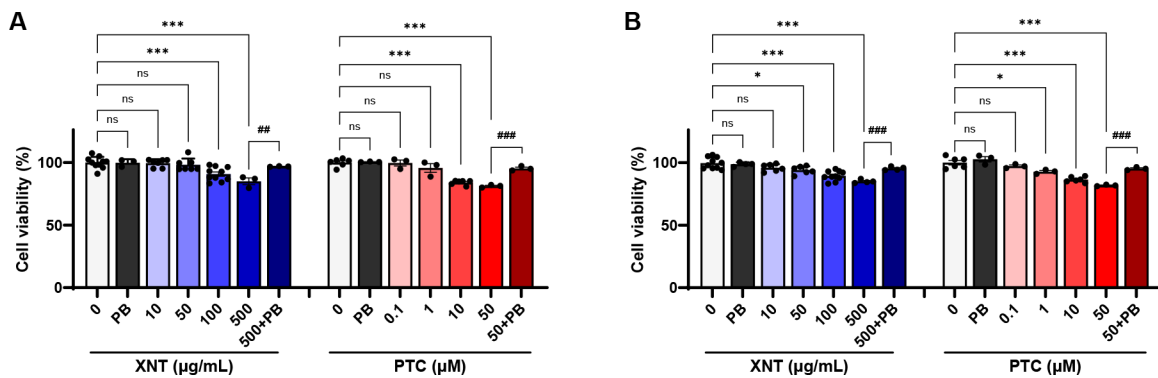 A
***
***
***
***
ns
ns
ns
ns
ns
ns
##
###
Cell viability (%)
100
50
0
0
PB
10
50
100
500
500+PB
0
PB
0.1
1
10
50
50+PB
XNT (µg/mL)
PTC (µM)
B
***
***
***
***
*
*
ns
ns
ns
ns
###
###
Cell viability (%)
100
50
0
0
PB
10
50
100
500
500+PB
0
PB
0.1
1
10
50
50+PB
XNT (µg/mL)
PTC (µM)